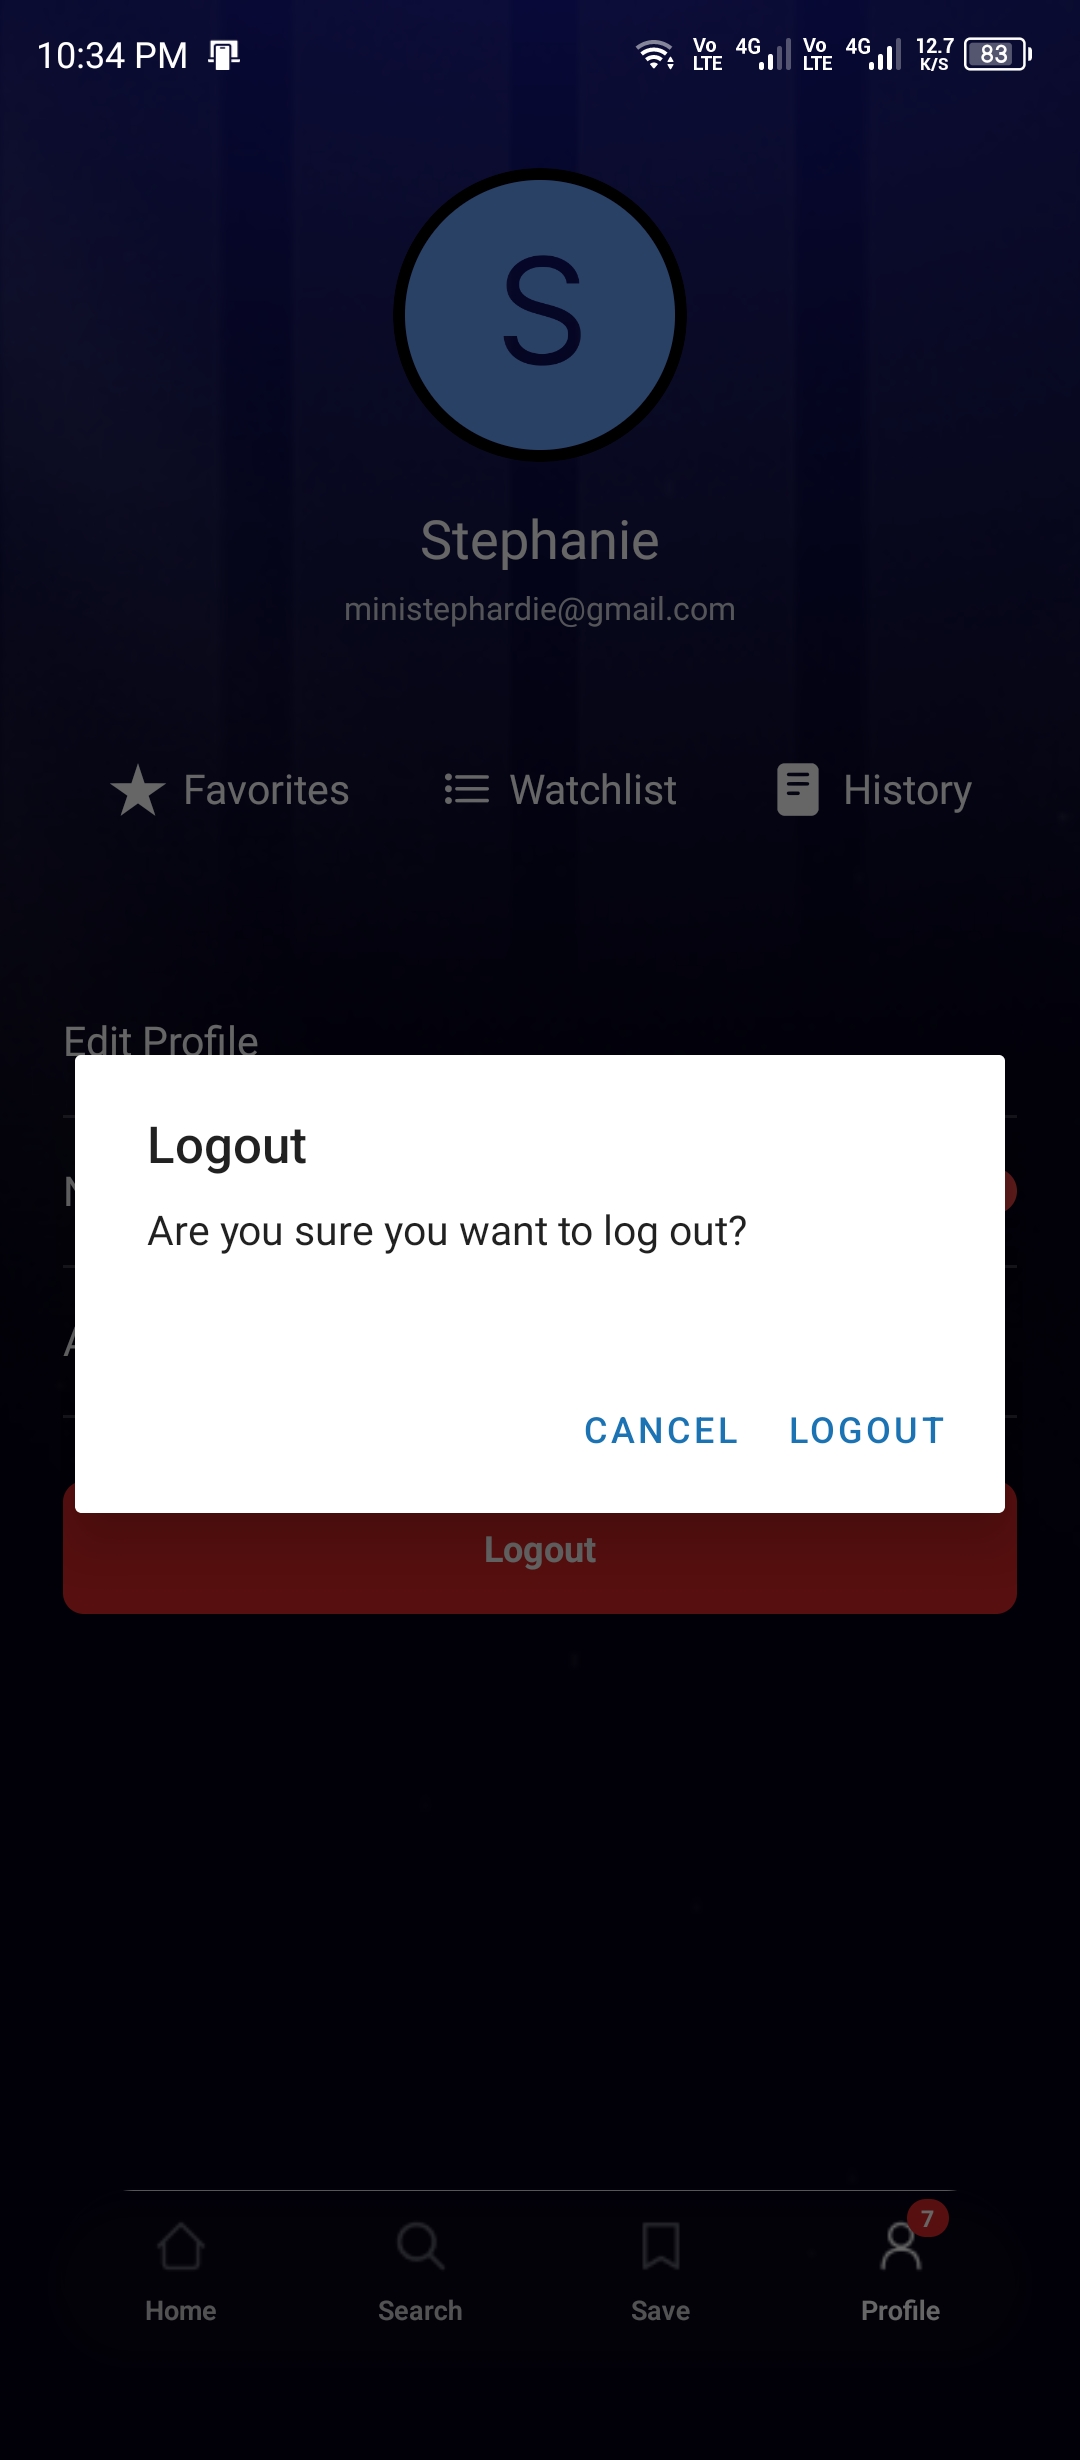 10:34 PM
Vo LTE 4G Vo LTE 4G 12.7 K/S 83
S
Stephanie
ministephardie@gmail.com
Favorites Watchlist History
Edit Profile
Logout
Are you sure you want to log out?
CANCEL LOGOUT
Logout
7
Home Search Save Profile